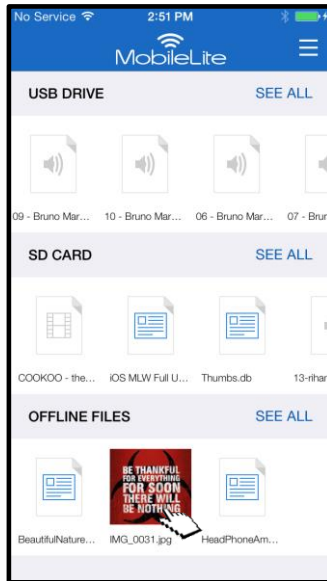 No Service 2:51 PM
MobileLite
USB DRIVE SEE ALL
09 - Bruno Mar... 10 - Bruno Mar... 06 - Bruno Mar... 07 - Brun
SD CARD SEE ALL
COOKOO - the... iOS MLW Full U... Thumbs.db 13-rihar
OFFLINE FILES SEE ALL
BE THANKFUL
FOR EVERYTHING
FOR SOON
THERE WILL
BE NOTHING
BeautifulNature... IMG_0031.jpg HeadPhoneAm...